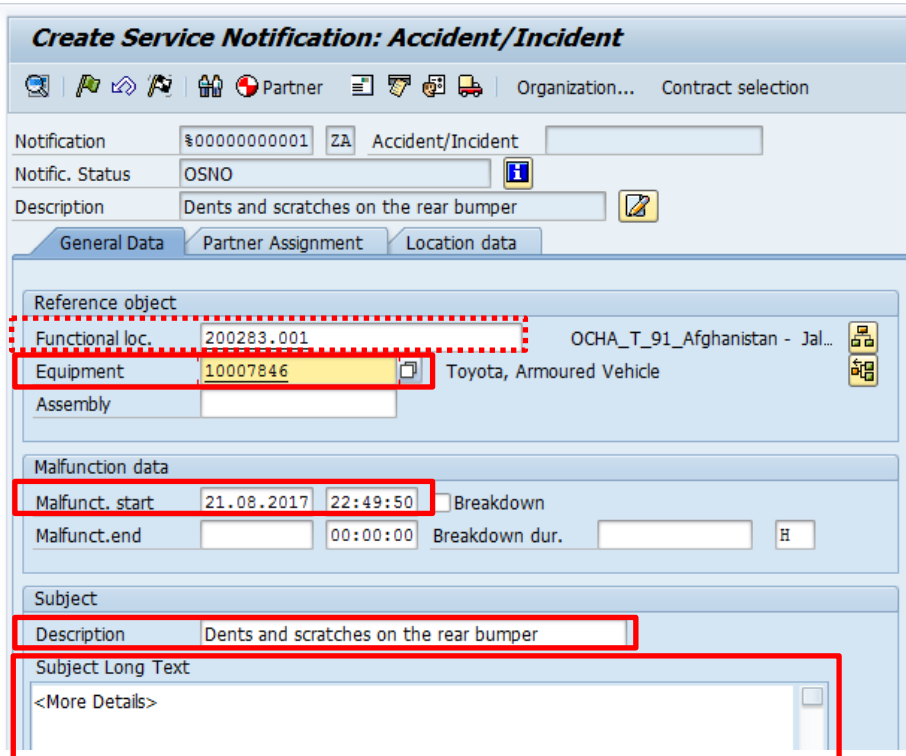 Create Service Notification: Accident/Incident
Partner Organization... Contract selection
Notification %00000000001 ZA Accident/Incident
Notific. Status OSNO
Description Dents and scratches on the rear bumper
General Data Partner Assignment Location data
Reference object
Functional loc. 200283.001 OCHA_T_91_Afghanistan - Jal...
Equipment 10007846 Toyota, Armoured Vehicle
Assembly
Malfunction data
Malfunct. start 21.08.2017 22:49:50 Breakdown
Malfunct.end 00:00:00 Breakdown dur. H
Subject
Description Dents and scratches on the rear bumper
Subject Long Text
<More Details>